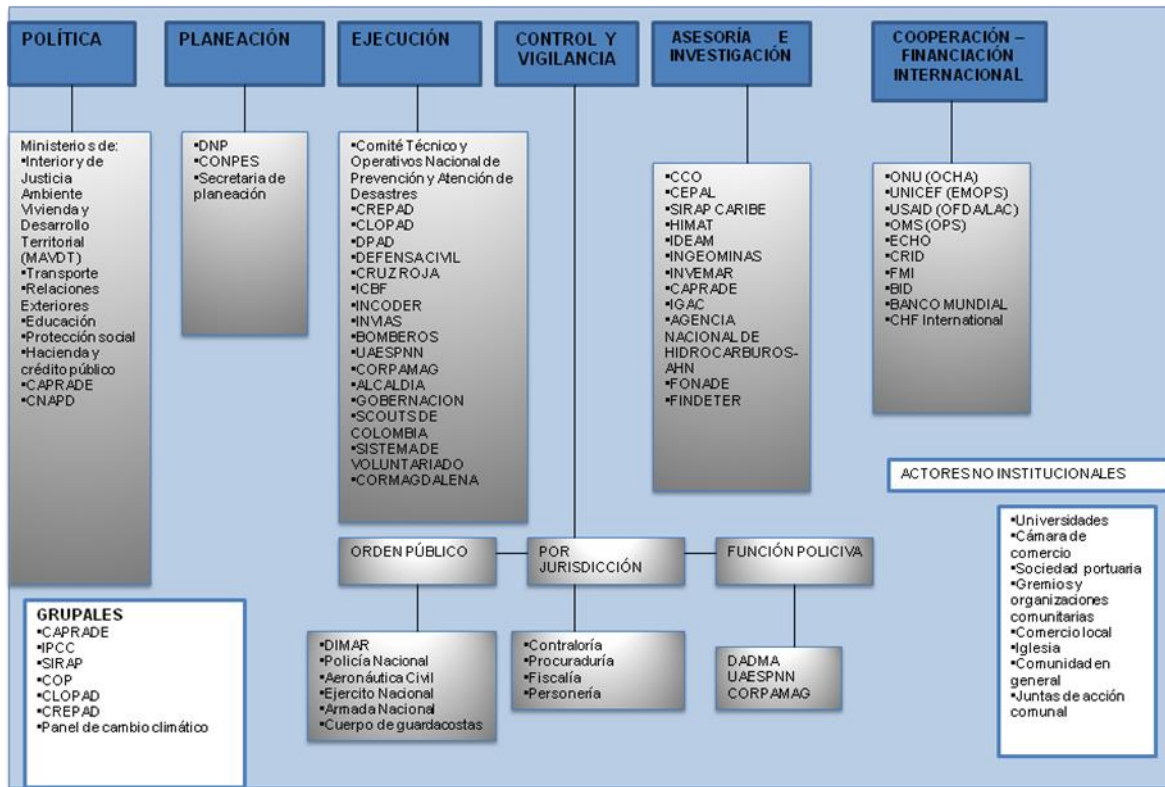 POLÍTICA
PLANEACIÓN
EJECUCIÓN
CONTROL Y
VIGILANCIA
ASESORÍA E
INVESTIGACIÓN
COOPERACIÓN –
FINANCIACIÓN
INTERNACIONAL
Ministerios de:
▪Interior y de
Justicia
Ambiente
Vivienda y
Desarrollo
Territorial
(MAVDT)
▪Transporte
▪Relaciones
Exteriores
▪Educación
▪Protección social
▪Hacienda y
crédito público
▪CAPRADE
▪CNAPD
▪DNP
▪CONPES
▪Secretaria de
planeación
▪Comité Técnico y
Operativos Nacional de
Prevención y Atención de
Desastres
▪CREPAD
▪CLOPAD
▪DPAD
▪DEFENSA CIVIL
▪CRUZ ROJA
▪ICBF
▪INCODER
▪INVIAS
▪BOMBEROS
▪UAESPNN
▪CORPAMAG
▪ALCALDIA
▪GOBERNACION
▪SCOUTS DE
COLOMBIA
▪SISTEMA DE
VOLUNTARIADO
▪CORMAGDALENA
▪CCO
▪CEPAL
▪SIRAP CARIBE
▪HIMAT
▪IDEAM
▪INGEOMINAS
▪INVEMAR
▪CAPRADE
▪IGAC
▪AGENCIA
NACIONAL DE
HIDROCARBUROS-
AHN
▪FONADE
▪FINDETER
▪ONU (OCHA)
▪UNICEF (EMOPS)
▪USAID (OFDA/LAC)
▪OMS (OPS)
▪ECHO
▪CRID
▪FMI
▪BID
▪BANCO MUNDIAL
▪CHF International
ACTORES NO INSTITUCIONALES
▪Universidades
▪Cámara de
comercio
▪Sociedad portuaria
▪Gremios y
organizaciones
comunitarias
▪Comercio local
▪Iglesia
▪Comunidad en
general
▪Juntas de acción
comunal
ORDEN PÚBLICO
POR
JURISDICCIÓN
FUNCIÓN POLICIVA
▪DIMAR
▪Policía Nacional
▪Aeronáutica Civil
▪Ejercito Nacional
▪Armada Nacional
▪Cuerpo de guardacostas
▪Contraloría
▪Procuraduría
▪Fiscalía
▪Personería
DADMA
UAESPNN
CORPAMAG
GRUPALES
▪CAPRADE
▪IPCC
▪SIRAP
▪COP
▪CLOPAD
▪CREPAD
▪Panel de cambio climático